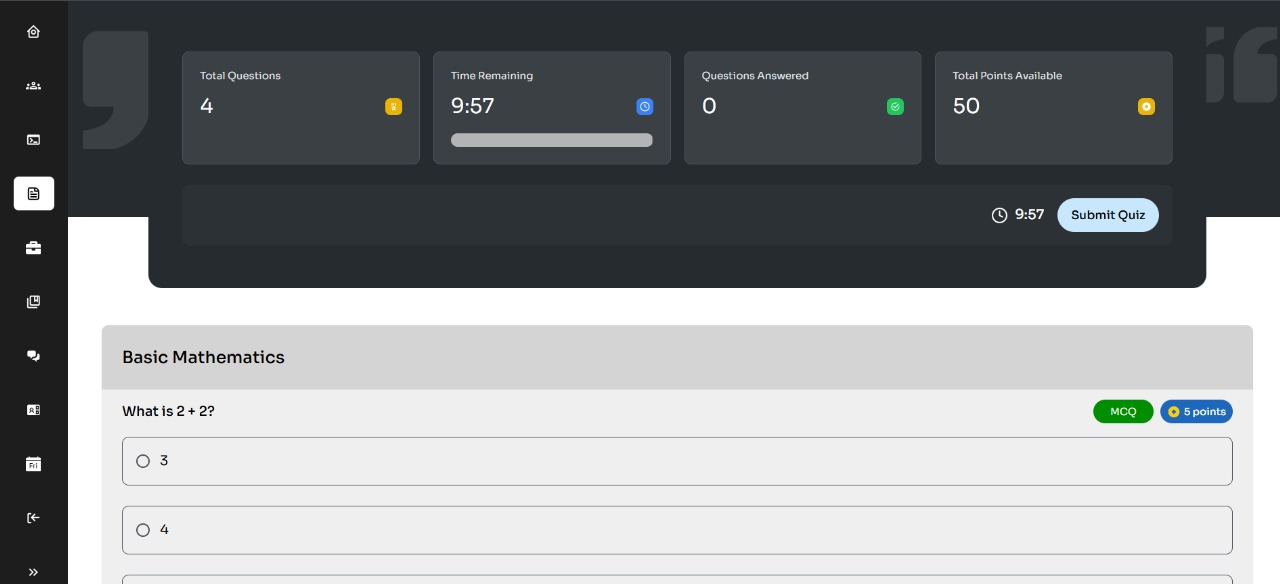 Total Questions
4
Time Remaining
9:57
Questions Answered
0
Total Points Available
50
9:57
Submit Quiz
Fri
Basic Mathematics
What is 2 + 2?
MCQ
5 points
3
4